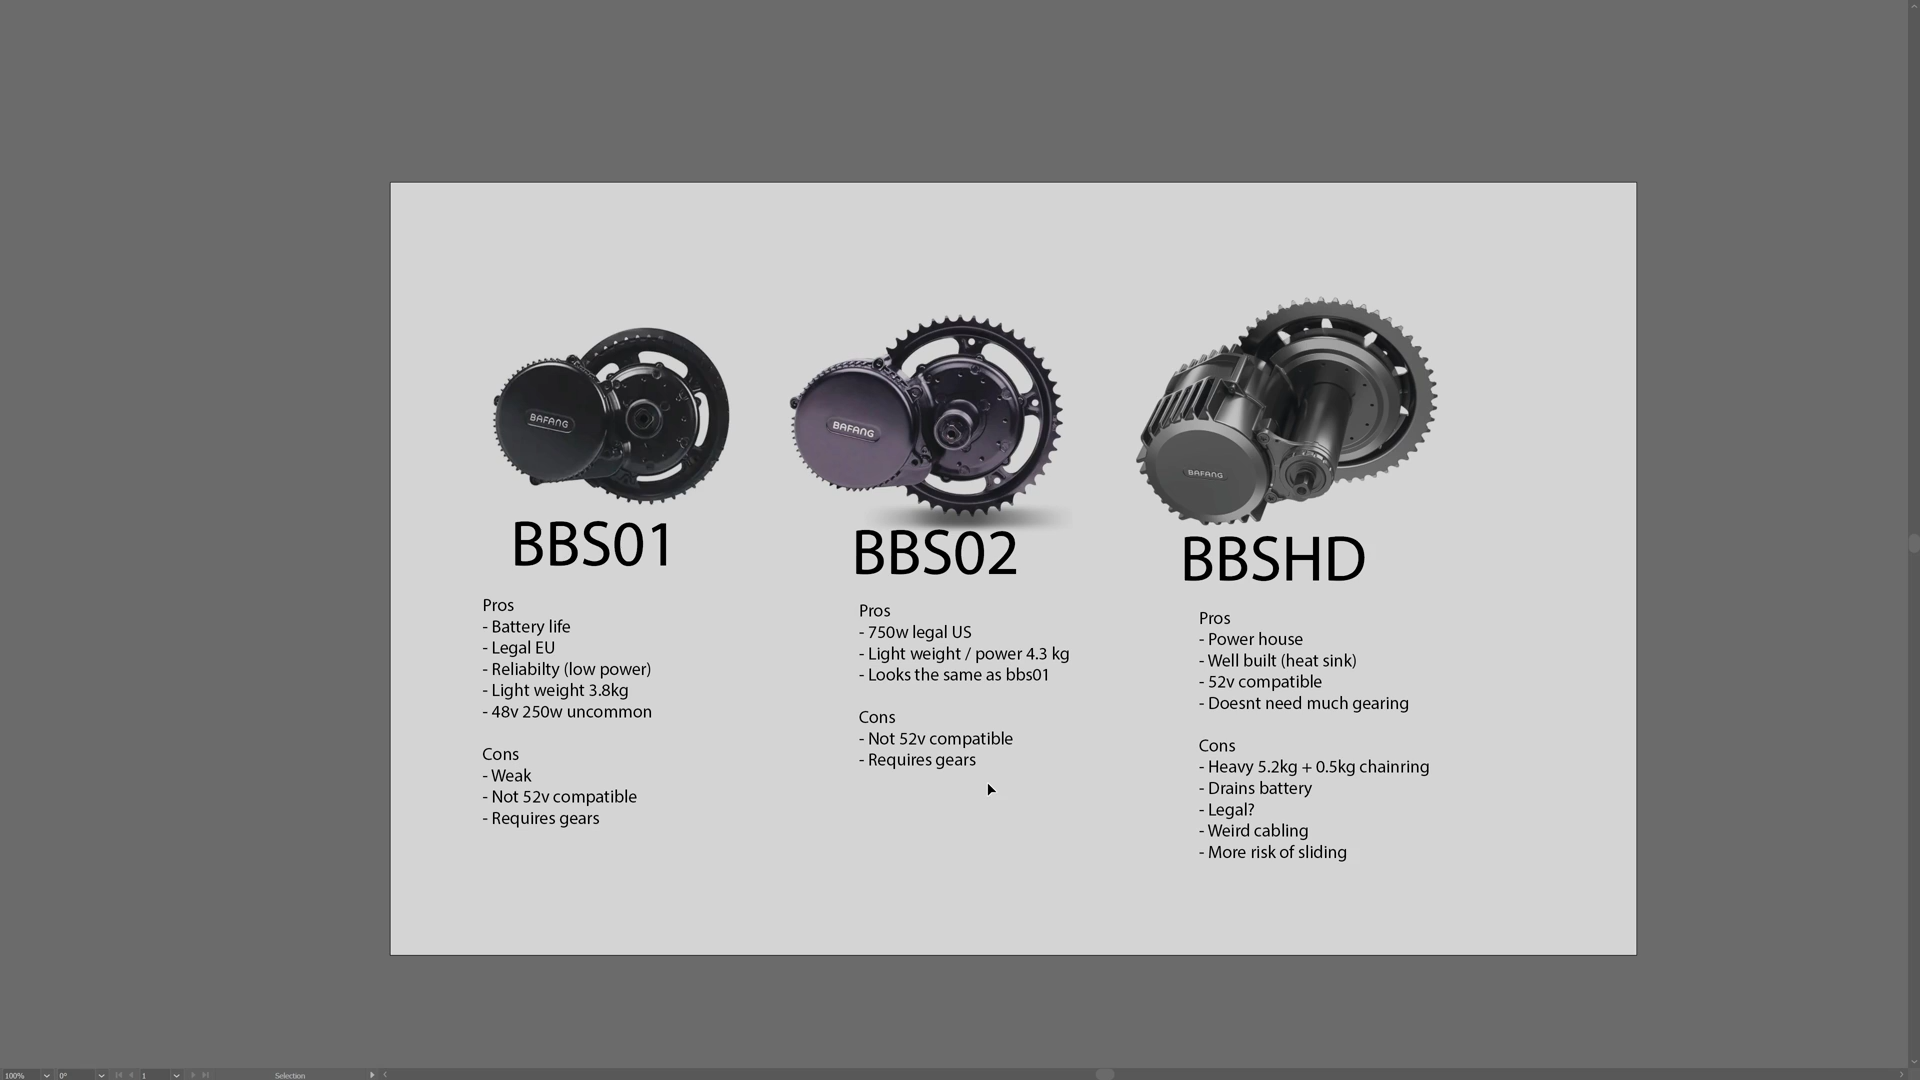 BAFANG
BBS01
Pros
- Battery life
- Legal EU
- Reliabilty (low power)
- Light weight 3.8kg
- 48v 250w uncommon
Cons
- Weak
- Not 52v compatible
- Requires gears
BAFANG
BBS02
Pros
- 750w legal US
- Light weight / power 4.3 kg
- Looks the same as bbs01
Cons
- Not 52v compatible
- Requires gears
BAFANG
BBSHD
Pros
- Power house
- Well built (heat sink)
- 52v compatible
- Doesnt need much gearing
Cons
- Heavy 5.2kg + 0.5kg chainring
- Drains battery
- Legal?
- Weird cabling
- More risk of sliding
100% 0° 1 Selection